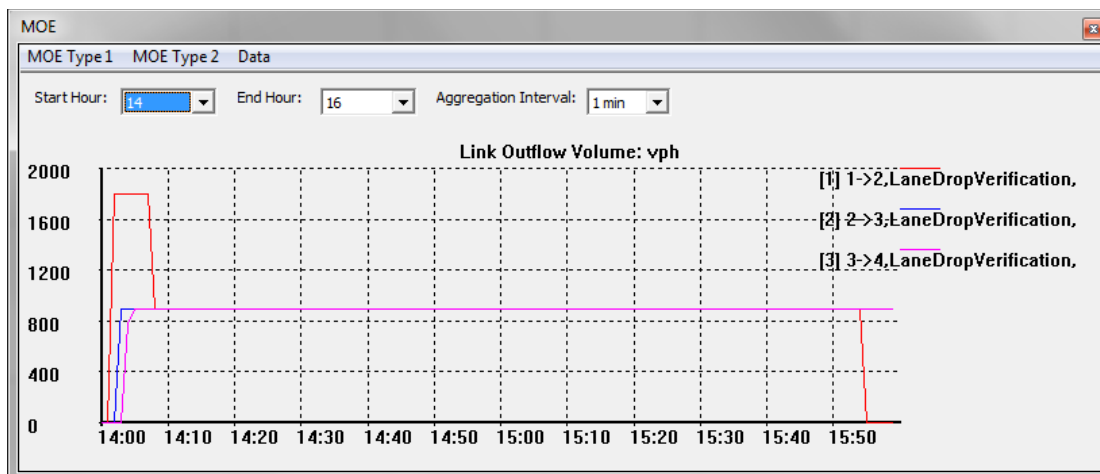 MOE
MOE Type 1 MOE Type 2 Data
Start Hour: 14 End Hour: 16 Aggregation Interval: 1 min
Link Outflow Volume: vph
2000
1600
1200
800
400
0
[1] 1->2,LaneDropVerification,
[2] 2->3,LaneDropVerification,
[3] 3->4,LaneDropVerification,
14:00 14:10 14:20 14:30 14:40 14:50 15:00 15:10 15:20 15:30 15:40 15:50